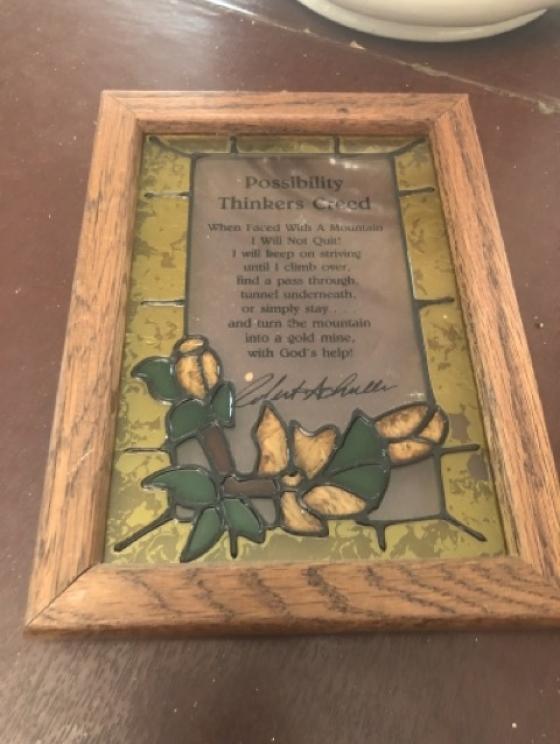 Possibility
Thinkers Creed
When Faced With A Mountain
I Will Not Quit!
I will keep on striving
until I climb over,
find a pass through,
tunnel underneath,
or simply stay . .
and turn the mountain
into a gold mine,
with God's help!
Robert A Schuller